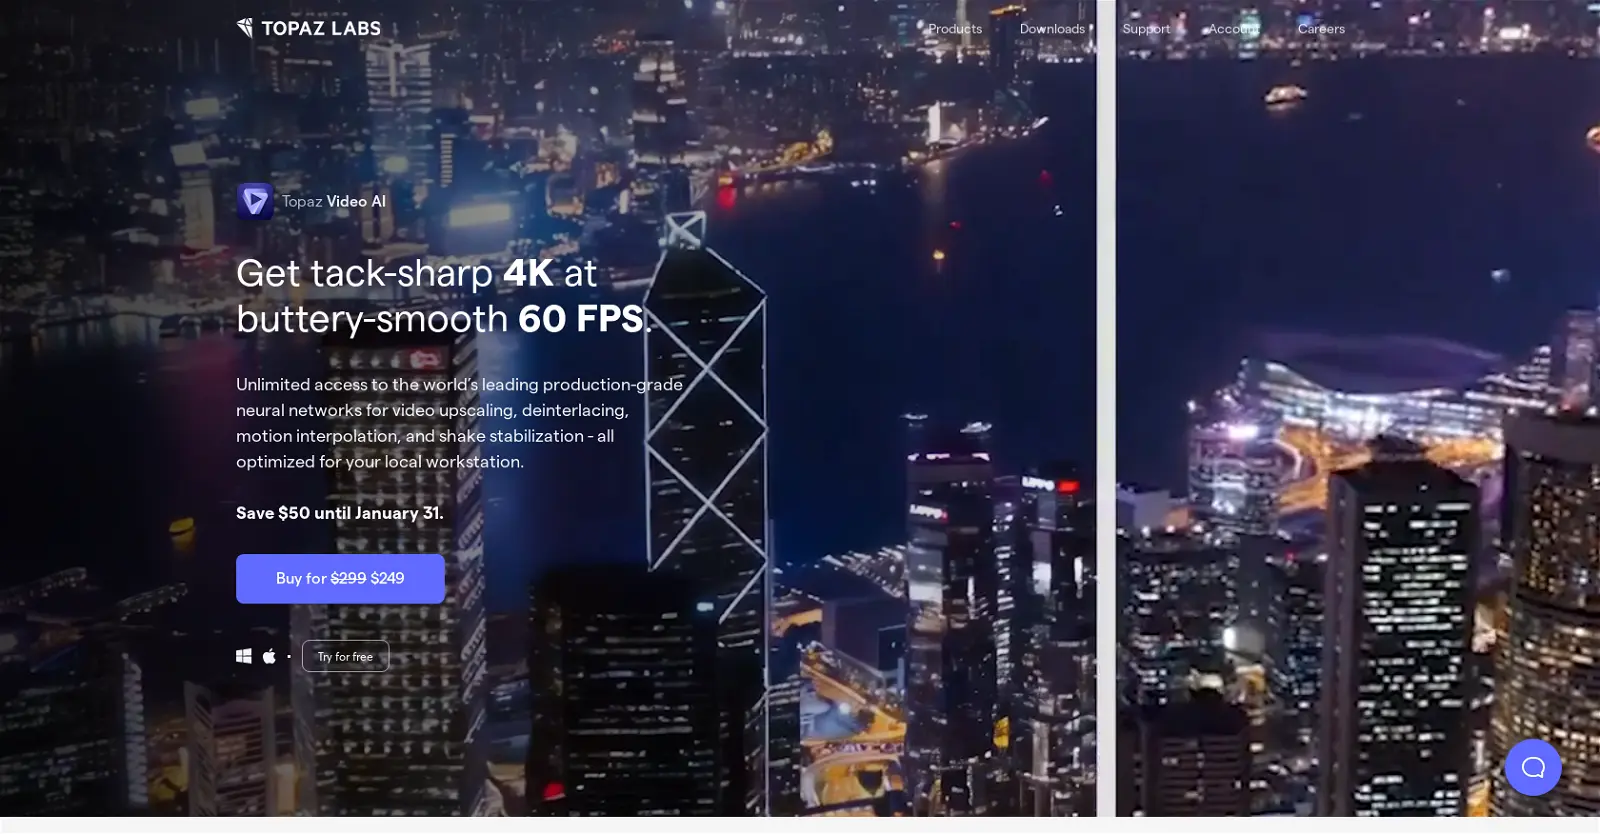 TOPAZ LABS
Products Downloads Support Account Careers
Topaz Video AI
Get tack-sharp 4K at
buttery-smooth 60 FPS.
Unlimited access to the world's leading production-grade
neural networks for video upscaling, deinterlacing,
motion interpolation, and shake stabilization - all
optimized for your local workstation.
Save $50 until January 31.
Buy for $299 $249
Try for free